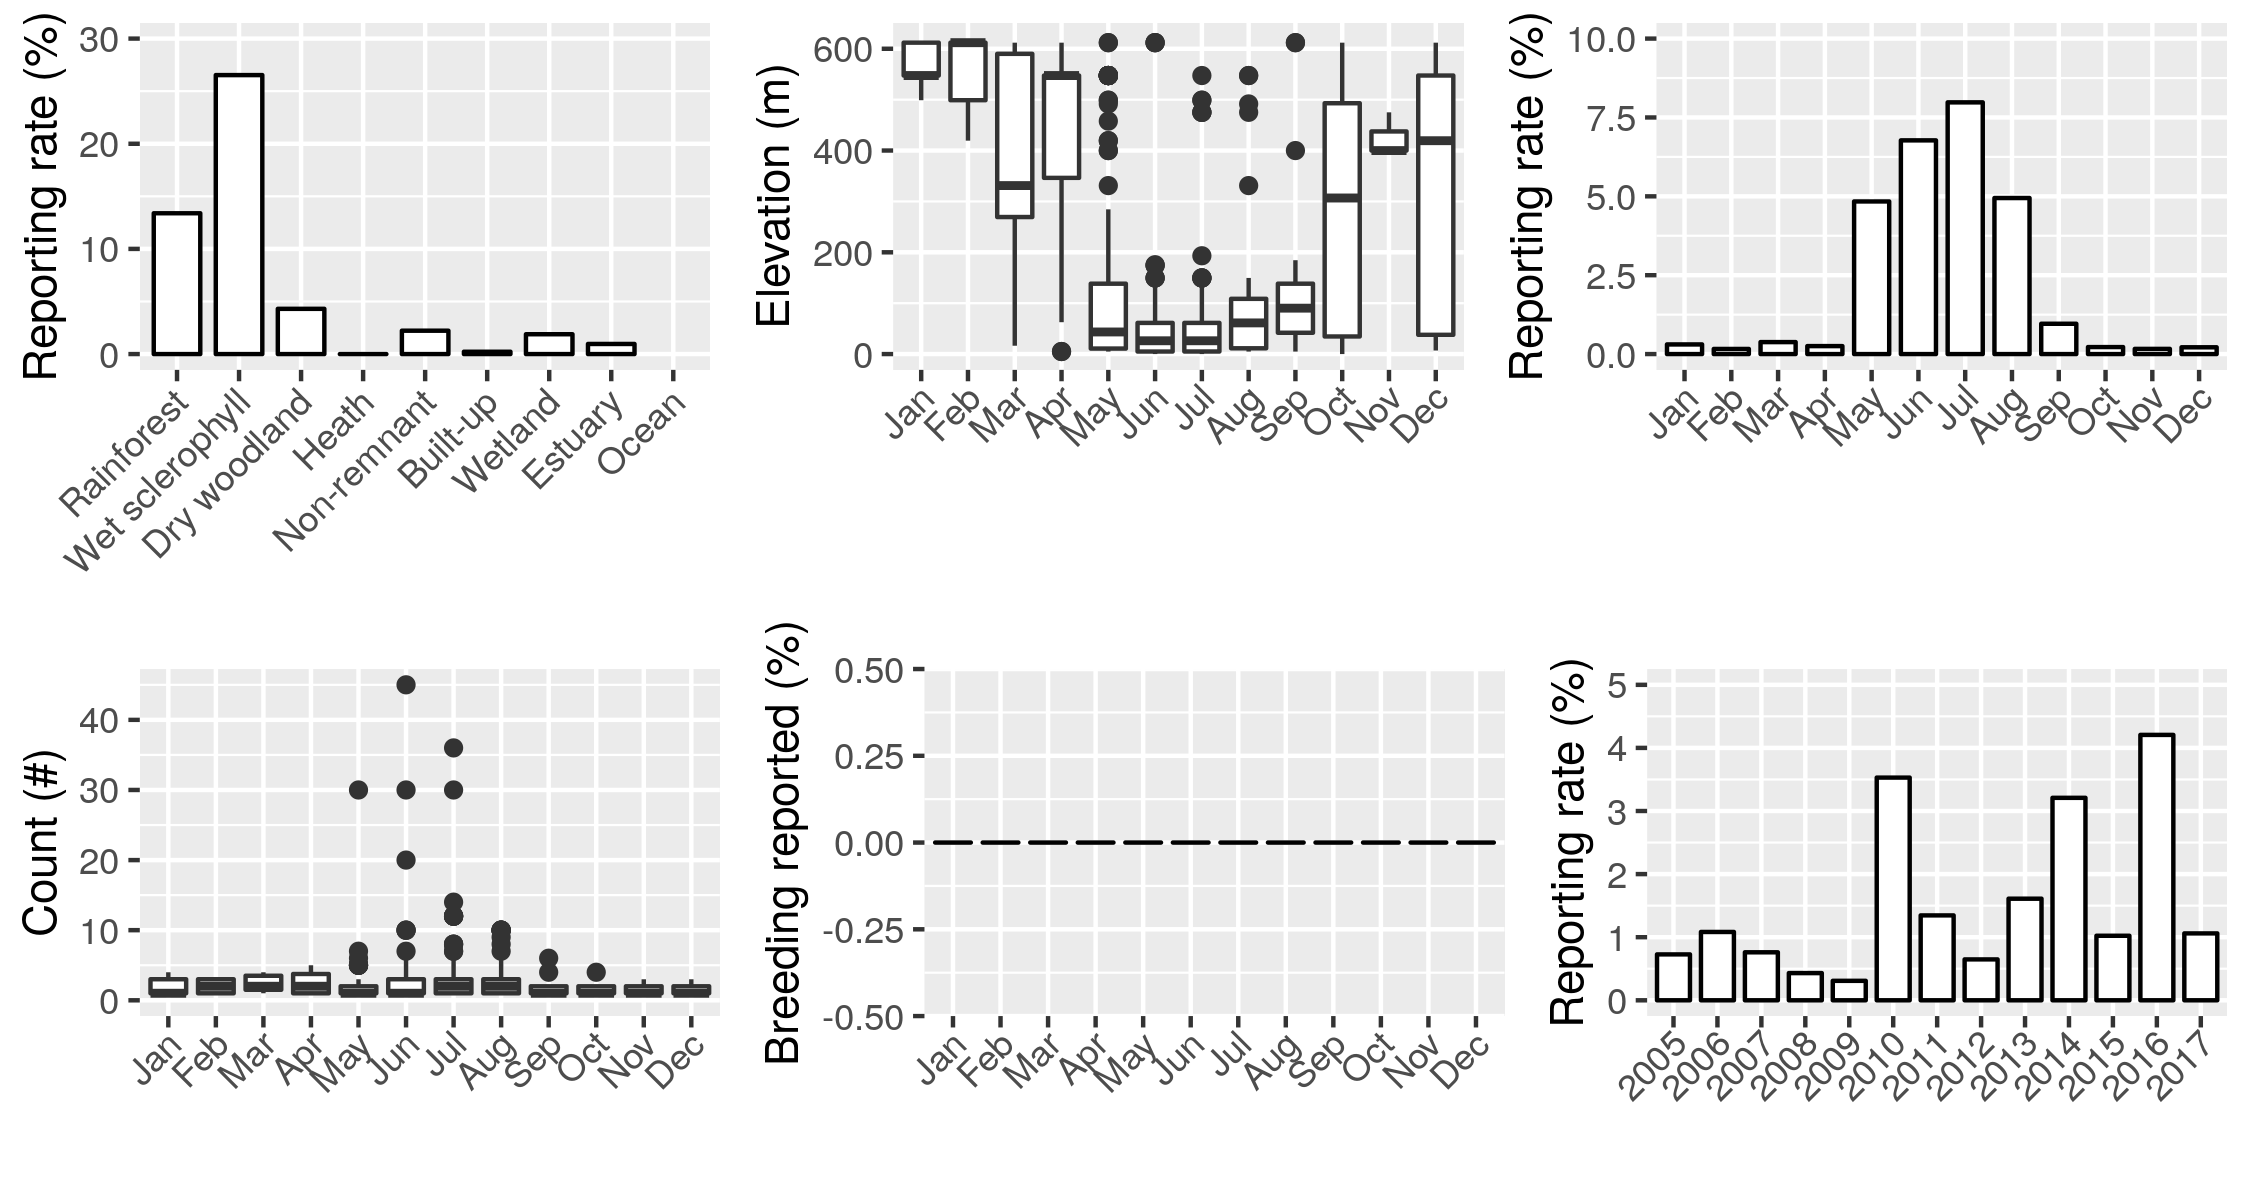 Reporting rate (%)
30
20
10
0
Rainforest
Wet sclerophyll
Dry woodland
Heath
Non-remnant
Built-up
Wetland
Estuary
Ocean
Elevation (m)
600
400
200
0
Jan
Feb
Mar
Apr
May
Jun
Jul
Aug
Sep
Oct
Nov
Dec
Reporting rate (%)
10.0
7.5
5.0
2.5
0.0
Jan
Feb
Mar
Apr
May
Jun
Jul
Aug
Sep
Oct
Nov
Dec
Count (#)
40
30
20
10
0
Jan
Feb
Mar
Apr
May
Jun
Jul
Aug
Sep
Oct
Nov
Dec
Breeding reported (%)
0.50
0.25
0.00
-0.25
-0.50
Jan
Feb
Mar
Apr
May
Jun
Jul
Aug
Sep
Oct
Nov
Dec
Reporting rate (%)
5
4
3
2
1
0
2005
2006
2007
2008
2009
2010
2011
2012
2013
2014
2015
2016
2017